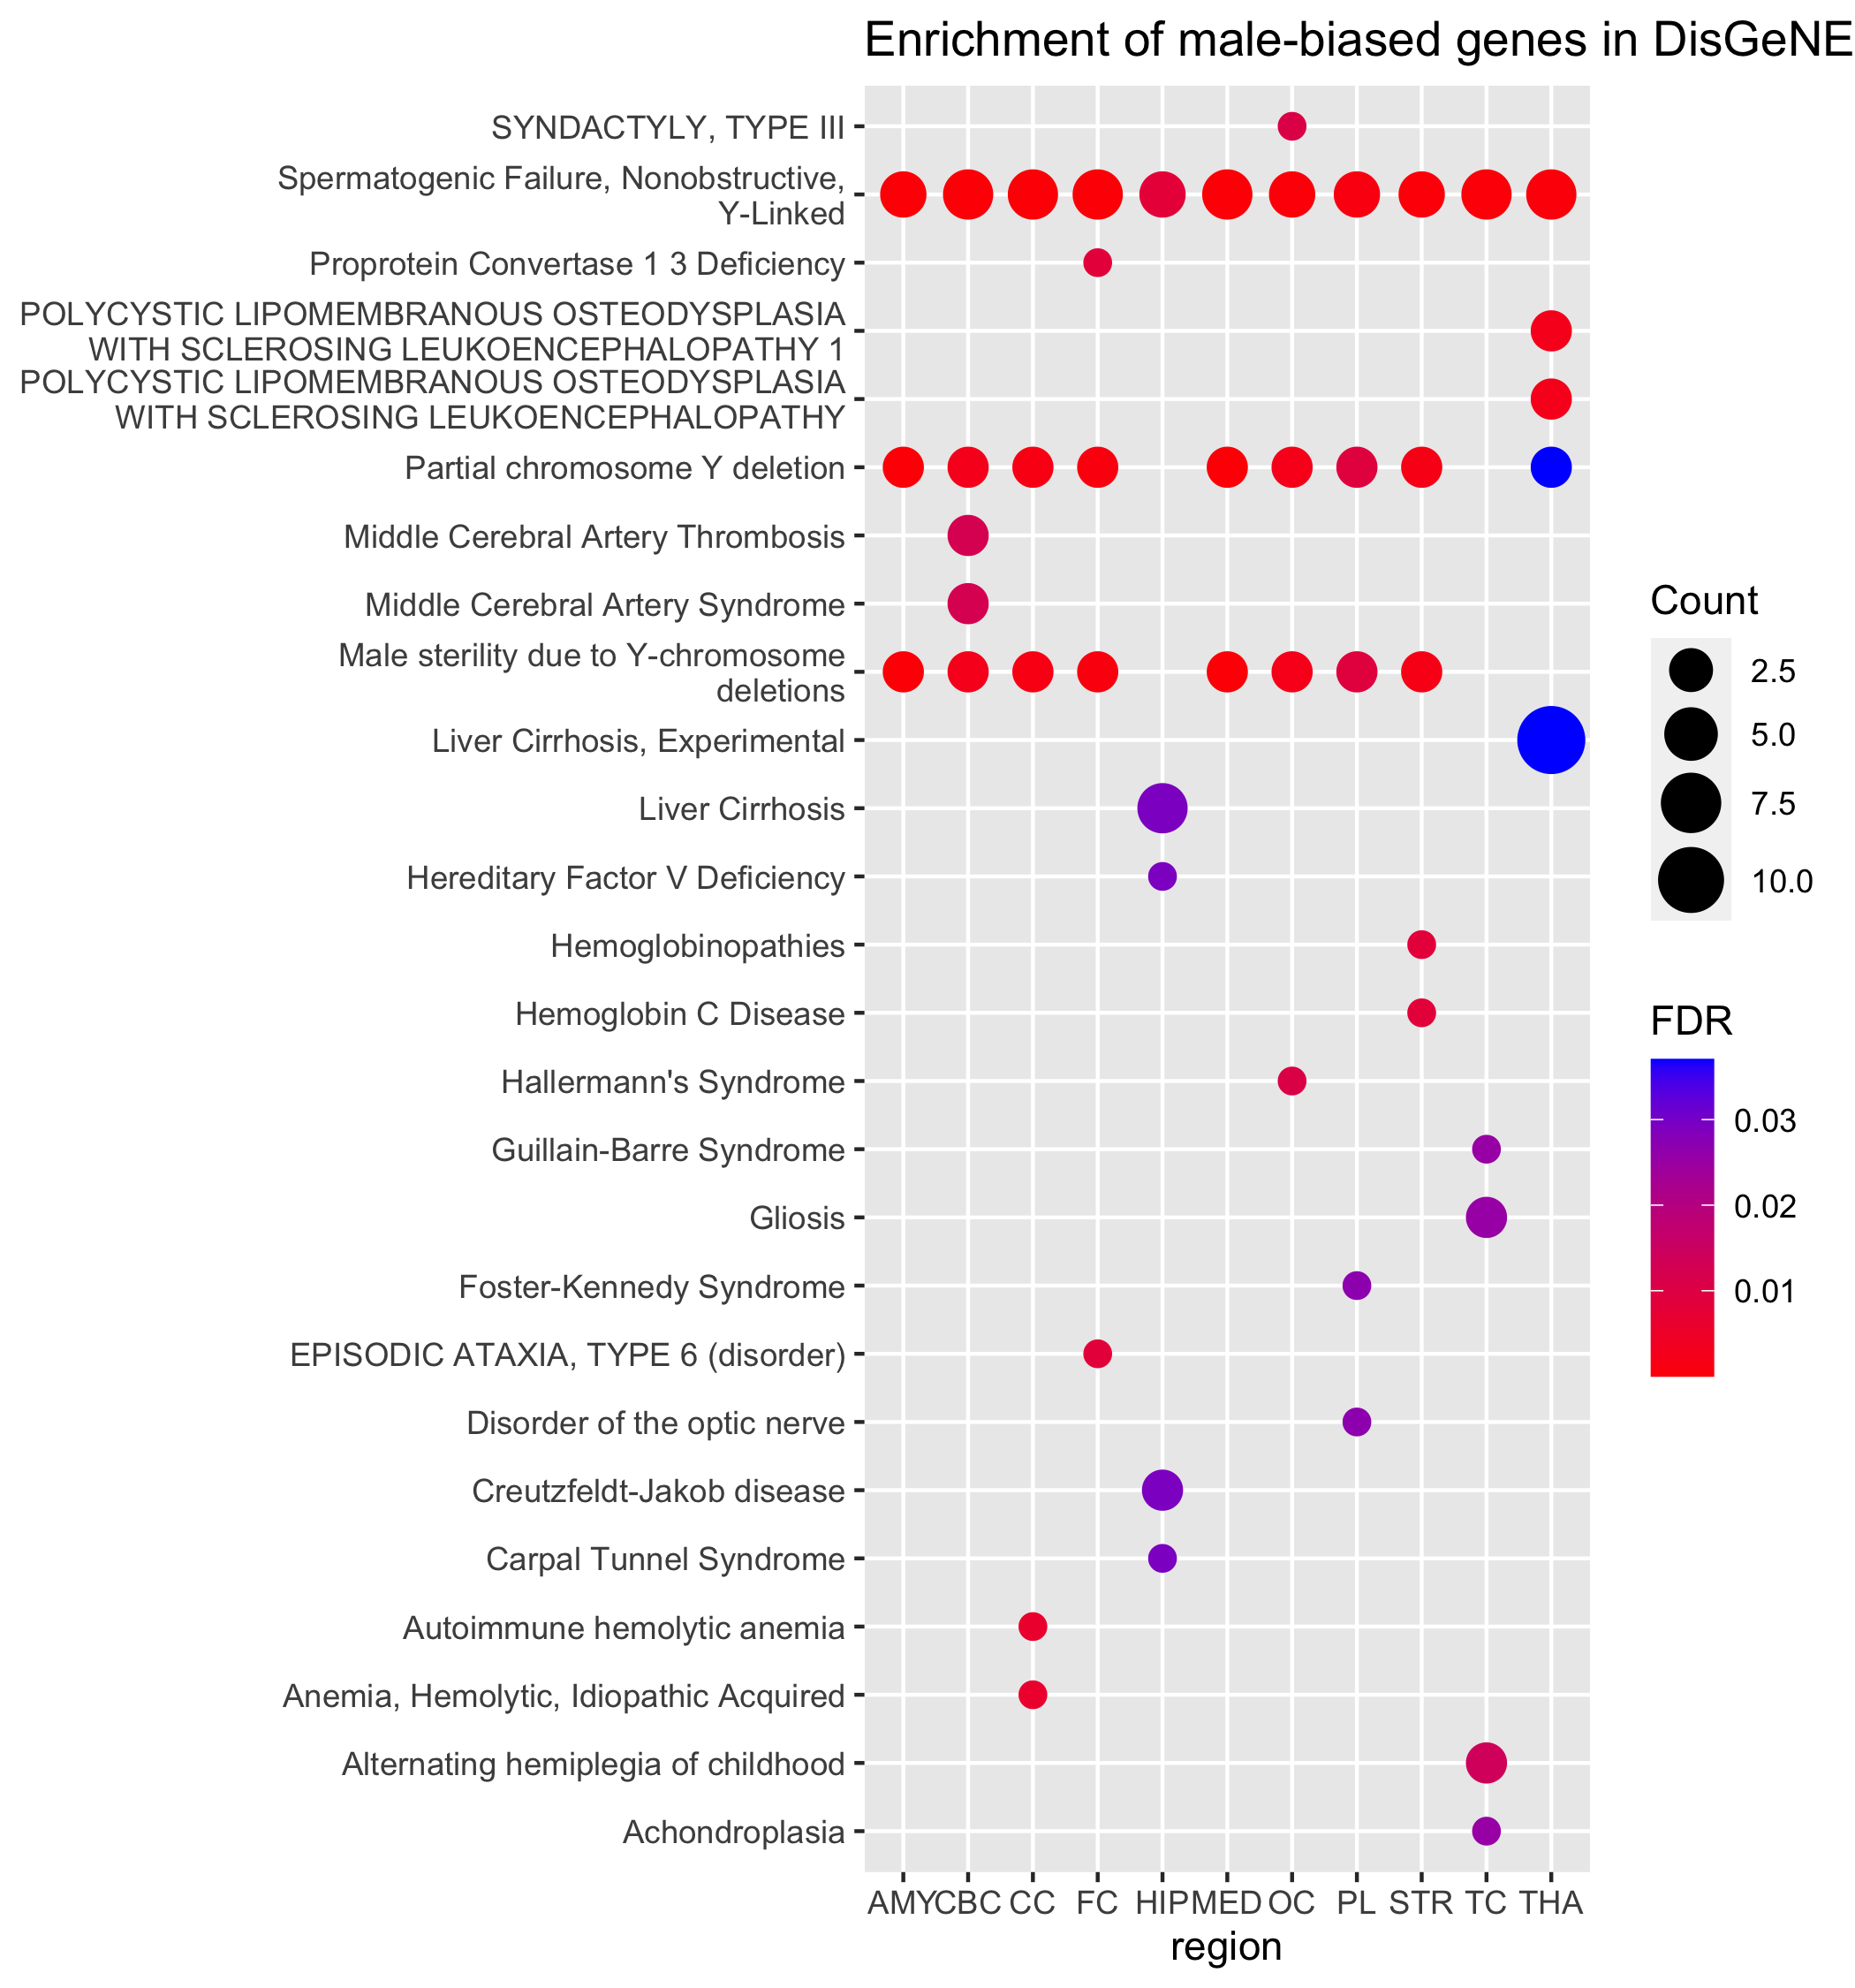 Enrichment of male-biased genes in DisGeNE
SYNDACTYLY, TYPE III
Spermatogenic Failure, Nonobstructive,
Y-Linked
Proprotein Convertase 1 3 Deficiency
POLYCYSTIC LIPOMEMBRANOUS OSTEODYSPLASIA
WITH SCLEROSING LEUKOENCEPHALOPATHY 1
POLYCYSTIC LIPOMEMBRANOUS OSTEODYSPLASIA
WITH SCLEROSING LEUKOENCEPHALOPATHY
Partial chromosome Y deletion
Middle Cerebral Artery Thrombosis
Middle Cerebral Artery Syndrome
Male sterility due to Y-chromosome
deletions
Liver Cirrhosis, Experimental
Liver Cirrhosis
Hereditary Factor V Deficiency
Hemoglobinopathies
Hemoglobin C Disease
Hallermann's Syndrome
Guillain-Barre Syndrome
Gliosis
Foster-Kennedy Syndrome
EPISODIC ATAXIA, TYPE 6 (disorder)
Disorder of the optic nerve
Creutzfeldt-Jakob disease
Carpal Tunnel Syndrome
Autoimmune hemolytic anemia
Anemia, Hemolytic, Idiopathic Acquired
Alternating hemiplegia of childhood
Achondroplasia
AMY CBC CC FC HIP MED OC PL STR TC THA
region
Count
2.5
5.0
7.5
10.0
FDR
0.03
0.02
0.01